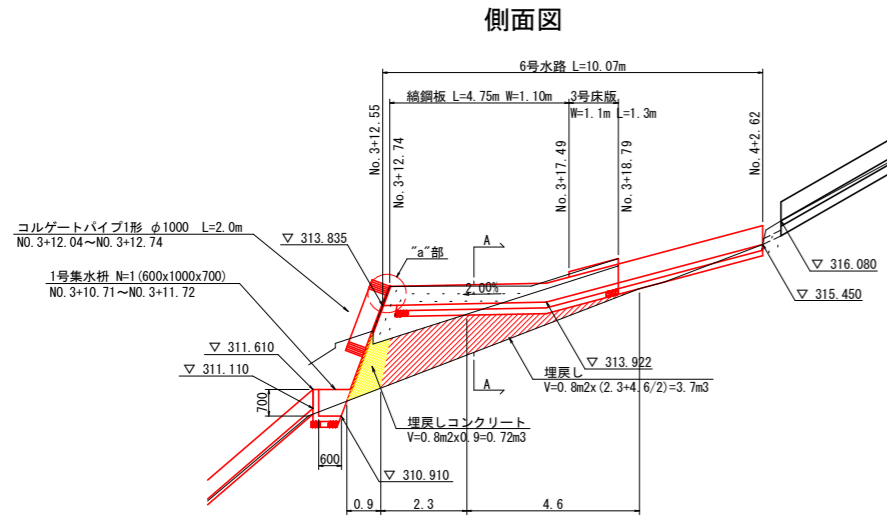 側面図
6号水路 L=10.07m
縞鋼板 L=4.75m W=1.10m
3号床版
W=1.1m L=1.3m
No.3+12.55
No.3+12.74
No.3+17.49
No.3+18.79
No.4+2.62
コルゲートパイプ1形 φ1000 L=2.0m
NO.3+12.04～NO.3+12.74
▽ 313.835
"a"部
A
2.00%
1号集水桝 N=1(600x1000x700)
NO.3+10.71～NO.3+11.72
▽ 316.080
▽ 315.450
▽ 311.610
▽ 311.110
▽ 313.922
埋戻し
V=0.8m2x(2.3+4.6/2)=3.7m3
A
700
埋戻しコンクリート
V=0.8m2x0.9=0.72m3
600
▽ 310.910
0.9
2.3
4.6